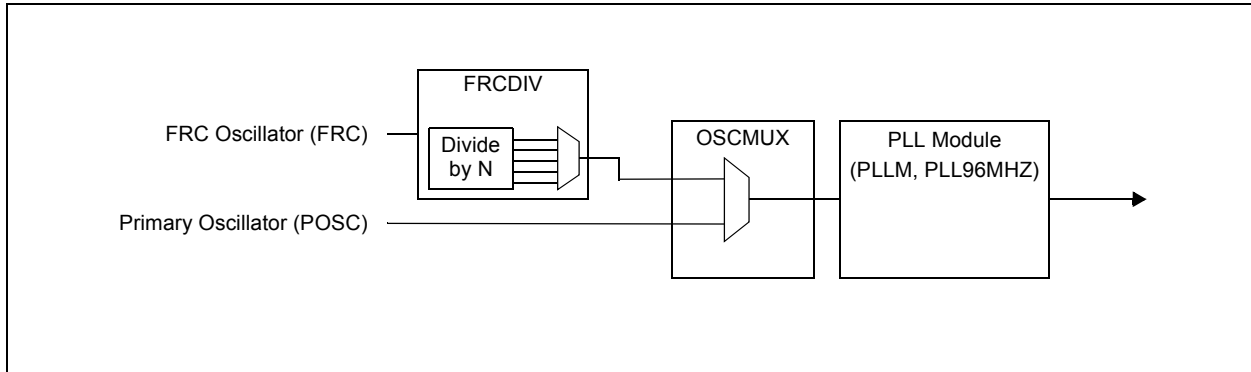 FRCDIV
FRC Oscillator (FRC)
Divide
by N
OSCMUX
PLL Module
(PLLM, PLL96MHZ)
Primary Oscillator (POSC)